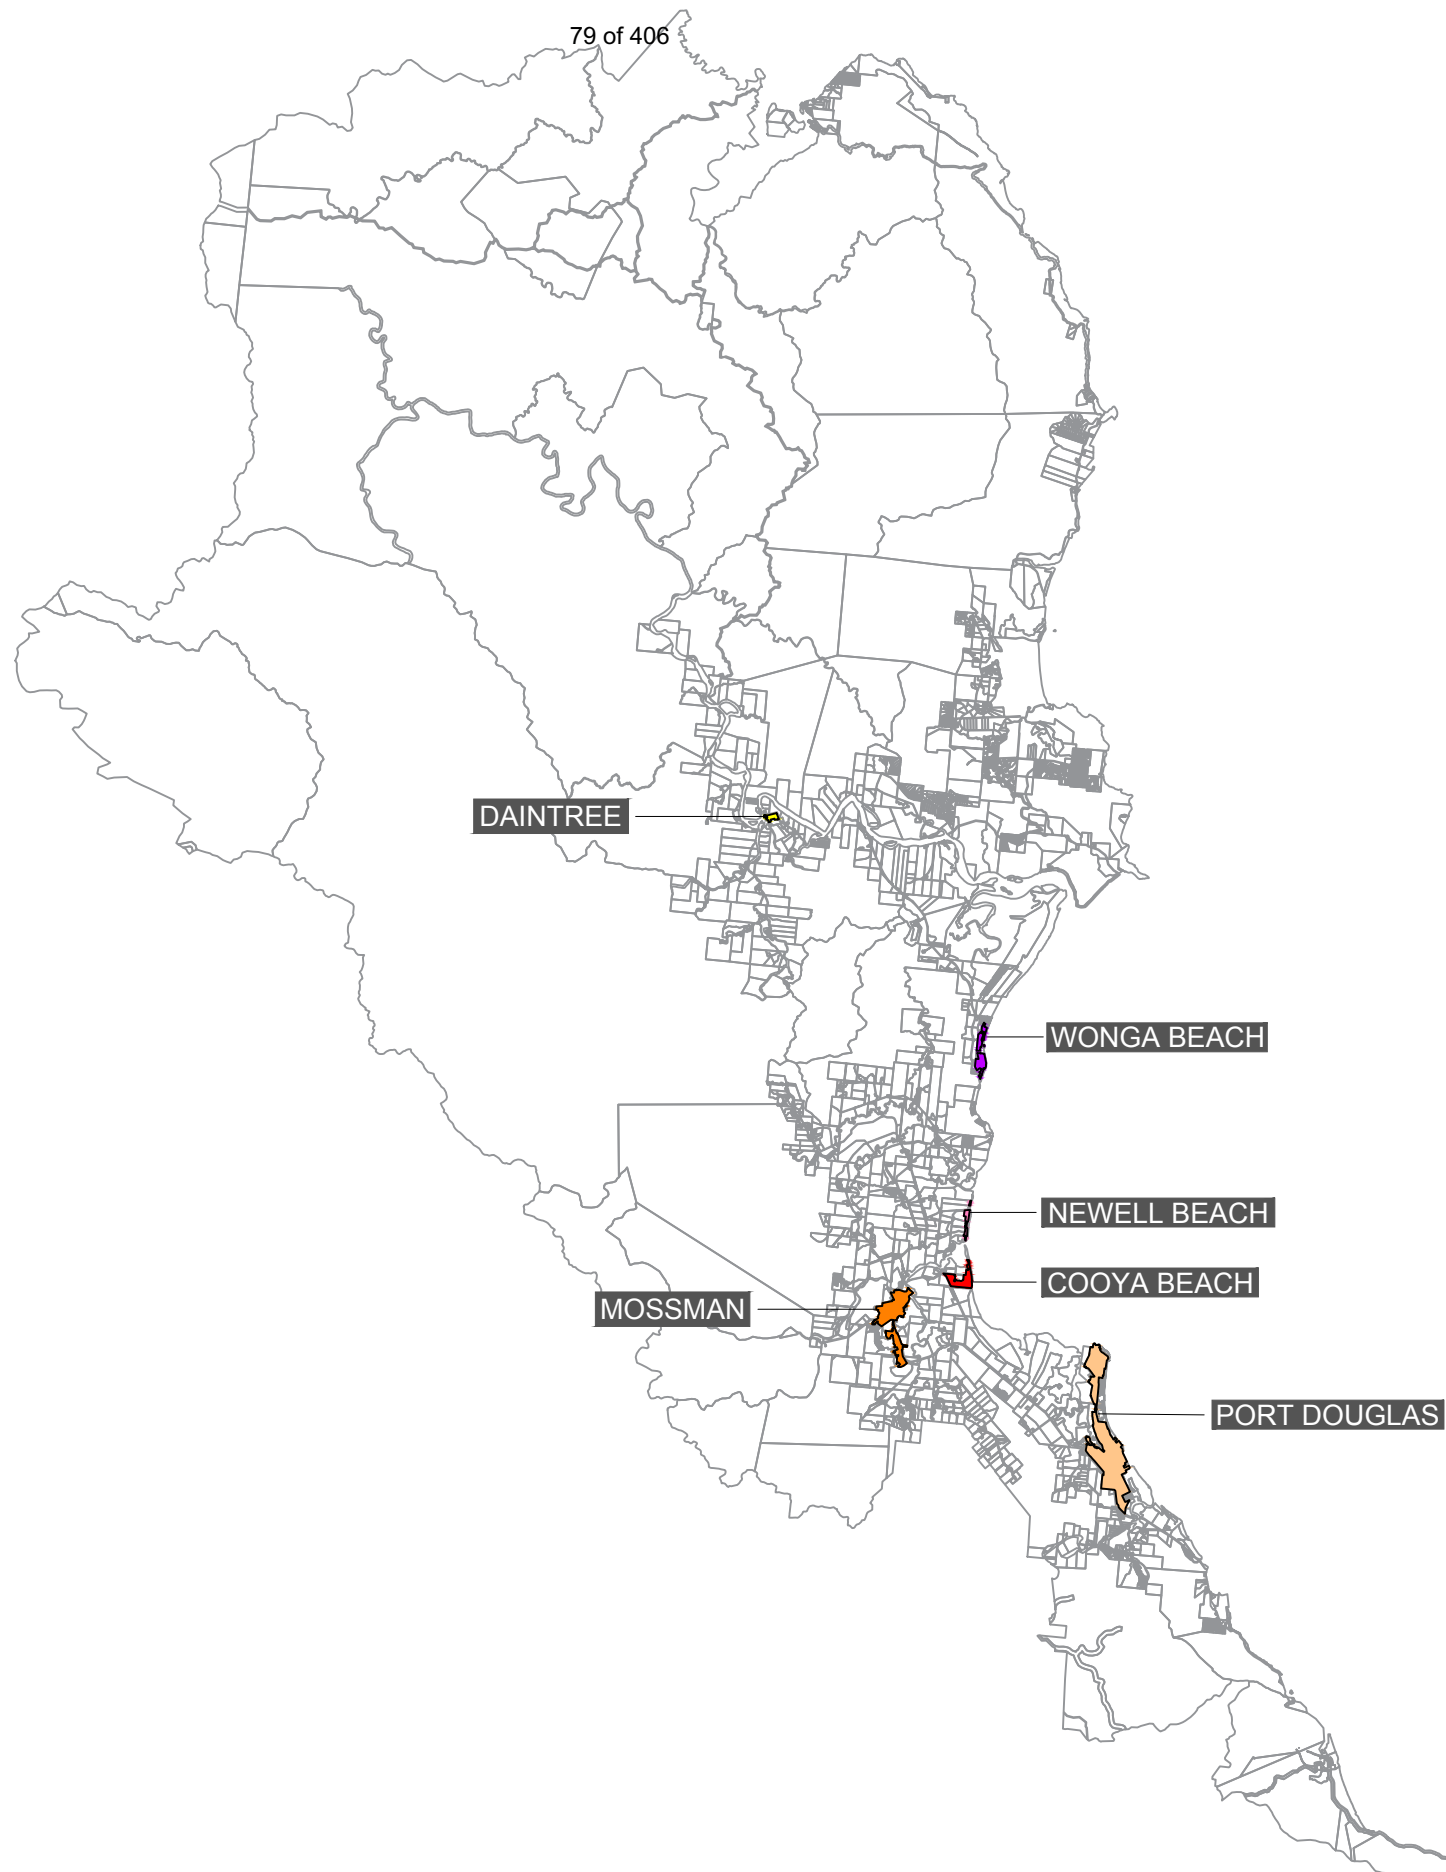 79 of 406
DAINTREE
WONGA BEACH
NEWELL BEACH
COOYA BEACH
MOSSMAN
PORT DOUGLAS